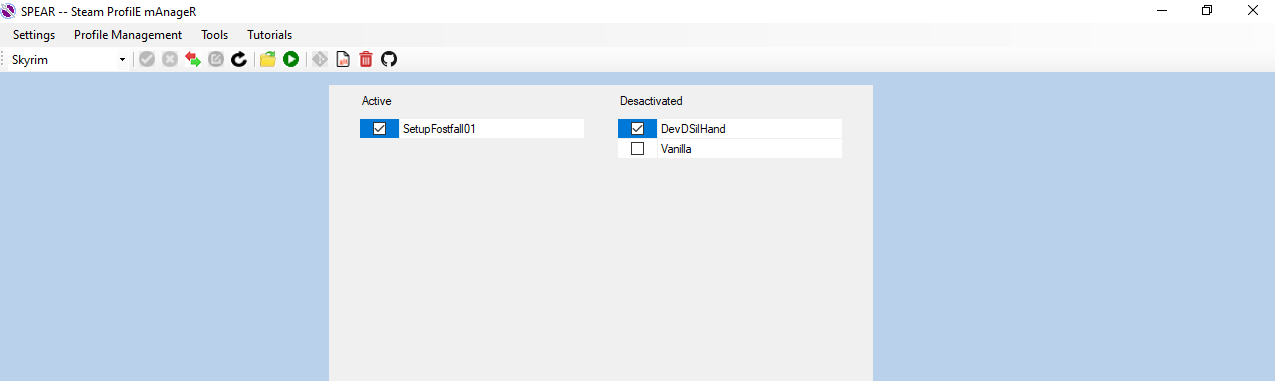 SPEAR -- Steam ProfilE mAnageR
Settings Profile Management Tools Tutorials
Skyrim
Active Desactivated
SetupFostfall01 DevDSilHand
Vanilla